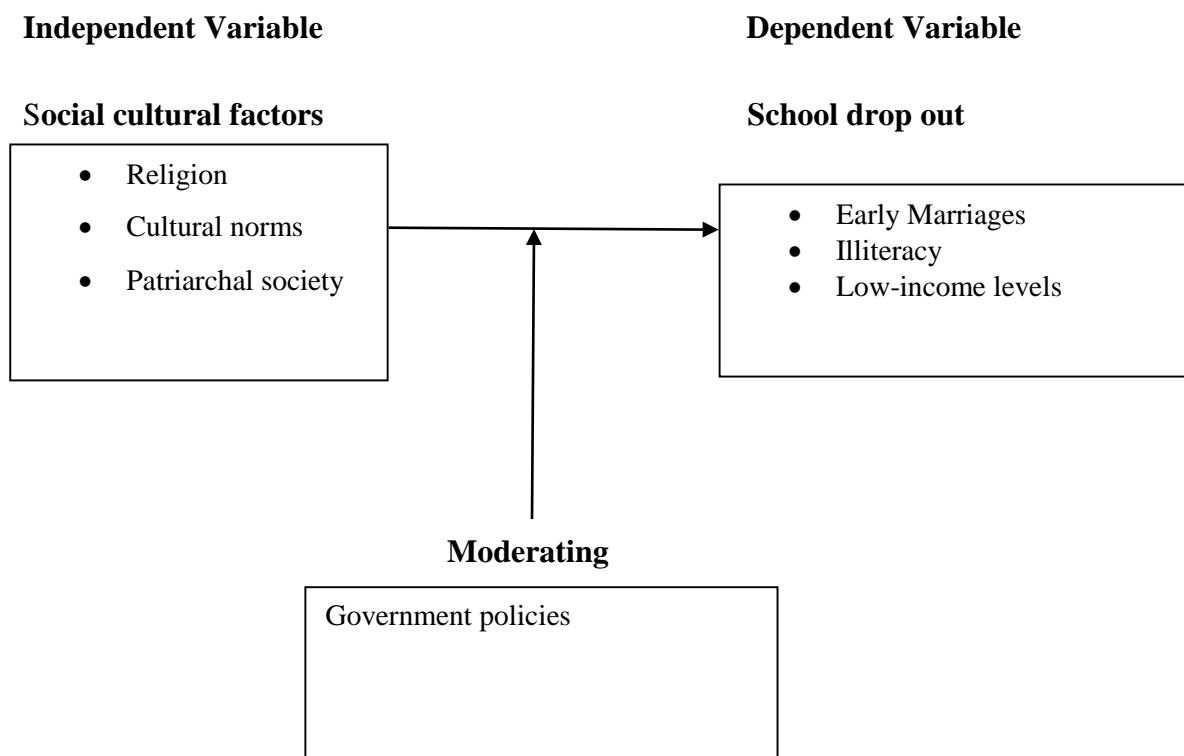 Independent Variable
Dependent Variable
Social cultural factors
School drop out
• Religion
• Cultural norms
• Patriarchal society
• Early Marriages
• Illiteracy
• Low-income levels
Moderating
Government policies